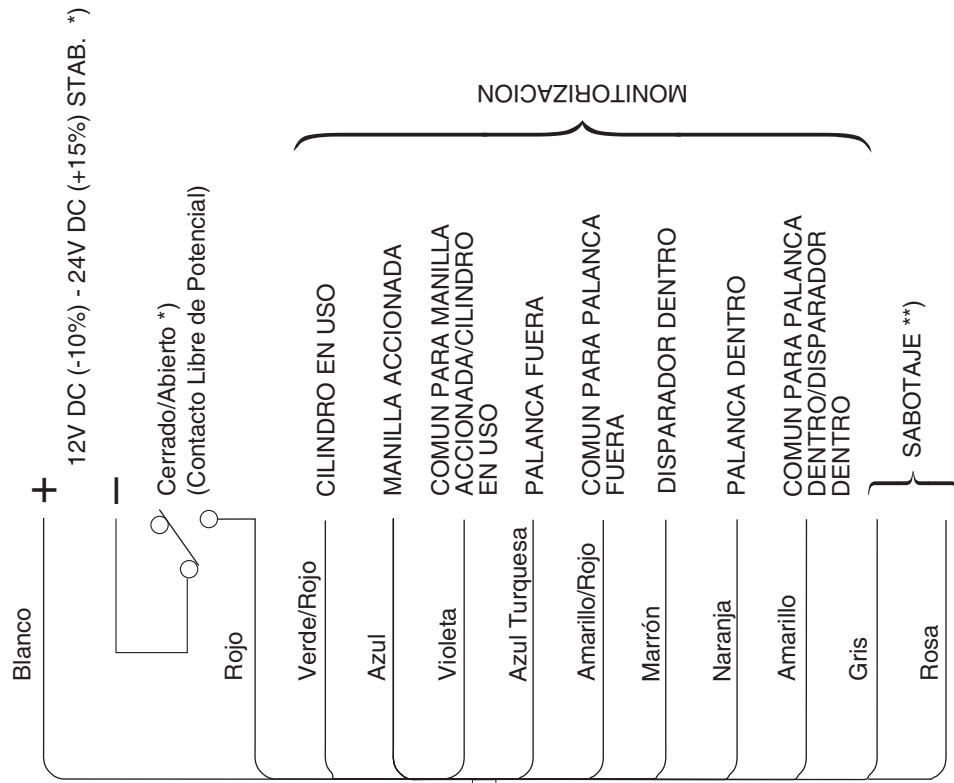 Blanco
+
12V DC (-10%) - 24V DC (+15%) STAB. *)
–
Cerrado/Abierto *)
(Contacto Libre de Potencial)
Rojo
Verde/Rojo
CILINDRO EN USO
Azul
MANILLA ACCIONADA
Violeta
COMUN PARA MANILLA
ACCIONADA/CILINDRO
EN USO
Azul Turquesa
PALANCA FUERA
Amarillo/Rojo
COMUN PARA PALANCA
FUERA
Marrón
DISPARADOR DENTRO
Naranja
PALANCA DENTRO
Amarillo
COMUN PARA PALANCA
DENTRO/DISPARADOR
DENTRO
Gris
Rosa
SABOTAJE **)
MONITORIZACION